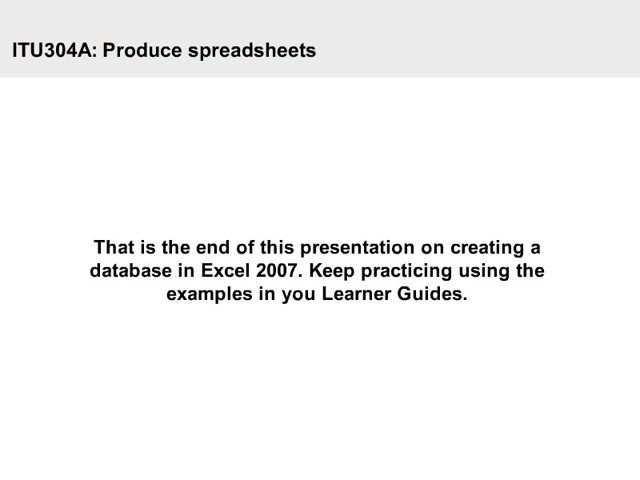 ITU304A: Produce spreadsheets
That is the end of this presentation on creating a
database in Excel 2007. Keep practicing using the
examples in you Learner Guides.